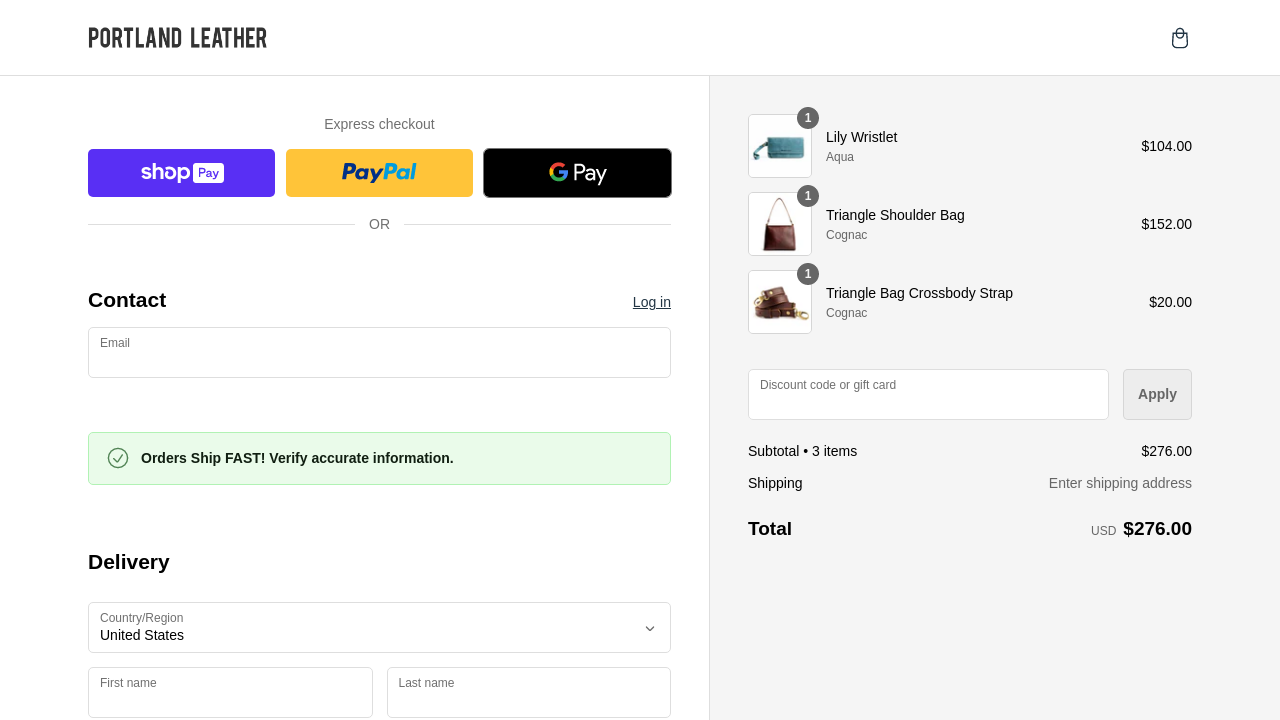 PORTLAND LEATHER
Express checkout
shop Pay
PayPal
G Pay
OR
Contact
Log in
Email
Orders Ship FAST! Verify accurate information.
Delivery
Country/Region
United States
First name
Last name
1
Lily Wristlet
Aqua
$104.00
1
Triangle Shoulder Bag
Cognac
$152.00
1
Triangle Bag Crossbody Strap
Cognac
$20.00
Discount code or gift card
Apply
Subtotal • 3 items
$276.00
Shipping
Enter shipping address
Total
USD $276.00